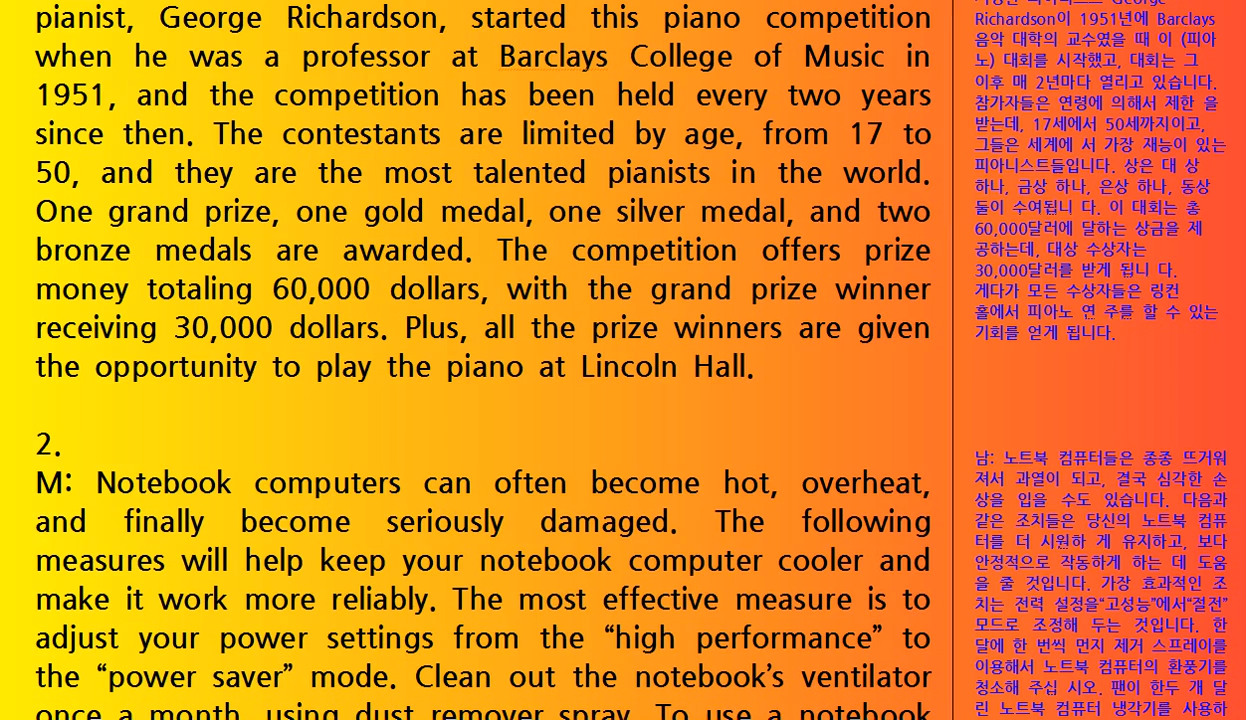 pianist, George Richardson, started this piano competition
when he was a professor at Barclays College of Music in
1951, and the competition has been held every two years
since then. The contestants are limited by age, from 17 to
50, and they are the most talented pianists in the world.
One grand prize, one gold medal, one silver medal, and two
bronze medals are awarded. The competition offers prize
money totaling 60,000 dollars, with the grand prize winner
receiving 30,000 dollars. Plus, all the prize winners are given
the opportunity to play the piano at Lincoln Hall.
2.
M: Notebook computers can often become hot, overheat,
and finally become seriously damaged. The following
measures will help keep your notebook computer cooler and
make it work more reliably. The most effective measure is to
adjust your power settings from the “high performance” to
the “power saver” mode. Clean out the notebook’s ventilator
once a month, using dust remover spray. To use a notebook
George
Richardson이 1951년에 Barclays
음악 대학의 교수였을 때 이 (피아
노) 대회를 시작했고, 대회는 그
이후 매 2년마다 열리고 있습니다.
참가자들은 연령에 의해서 제한 을
받는데, 17세에서 50세까지이고,
그들은 세계에 서 가장 재능이 있는
피아니스트들입니다. 상은 대 상
하나, 금상 하나, 은상 하나, 동상
둘이 수여됩니 다. 이 대회는 총
60,000달러에 달하는 상금을 제
공하는데, 대상 수상자는
30,000달러를 받게 됩니 다.
게다가 모든 수상자들은 링컨
홀에서 피아노 연 주를 할 수 있는
기회를 얻게 됩니다.
남: 노트북 컴퓨터들은 종종 뜨거워
져서 과열이 되고, 결국 심각한 손
상을 입을 수도 있습니다. 다음과
같은 조치들은 당신의 노트북 컴퓨
터를 더 시원하 게 유지하고, 보다
안정적으로 작동하게 하는 데 도움
을 줄 것입니다. 가장 효과적인 조
치는 전력 설정을“고성능”에서“절전”
모드로 조정해 두는 것입니다. 한
달에 한 번씩 먼지 제거 스프레이를
이용해서 노트북 컴퓨터의 환풍기를
청소해 주십 시오. 팬이 한두 개 달
린 노트북 컴퓨터 냉각기를 사용하